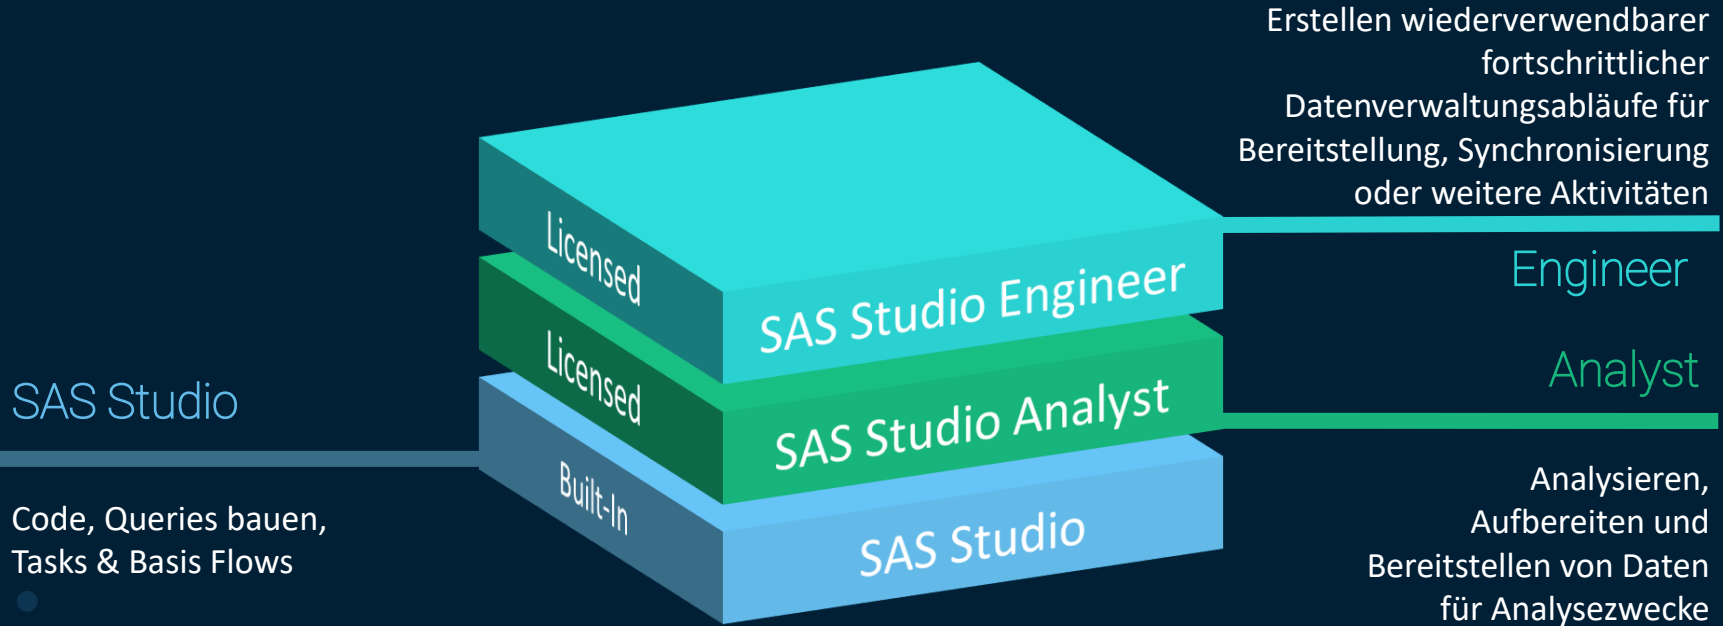 Erstellen wiederverwendbarer
fortschrittlicher
Datenverwaltungsabläufe für
Bereitstellung, Synchronisierung
oder weitere Aktivitäten
Engineer
Licensed
SAS Studio Engineer
Analyst
Licensed
SAS Studio Analyst
SAS Studio
Built-In
SAS Studio
Code, Queries bauen,
Tasks & Basis Flows
Analysieren,
Aufbereiten und
Bereitstellen von Daten
für Analysezwecke